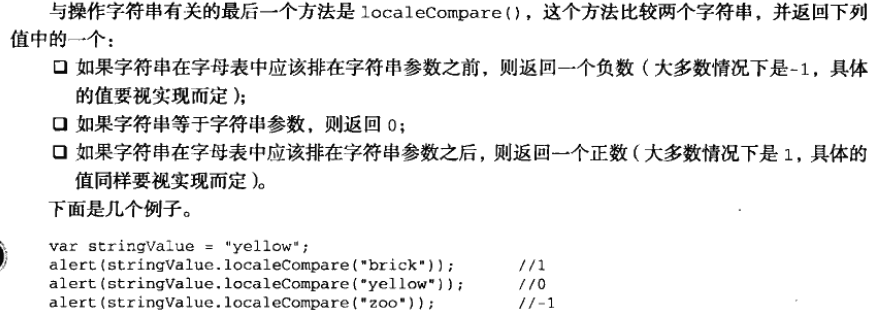 与操作字符串有关的最后一个方法是 localeCompare()，这个方法比较两个字符串，并返回下列
值中的一个：
❑ 如果字符串在字母表中应该排在字符串参数之前，则返回一个负数（大多数情况下是-1，具体
的值要视实现而定）；
❑ 如果字符串等于字符串参数，则返回 0；
❑ 如果字符串在字母表中应该排在字符串参数之后，则返回一个正数（大多数情况下是 1，具体的
值同样要视实现而定）。
下面是几个例子。
var stringValue = "yellow";
alert(stringValue.localeCompare("brick")); //1
alert(stringValue.localeCompare("yellow")); //0
alert(stringValue.localeCompare("zoo")); //-1